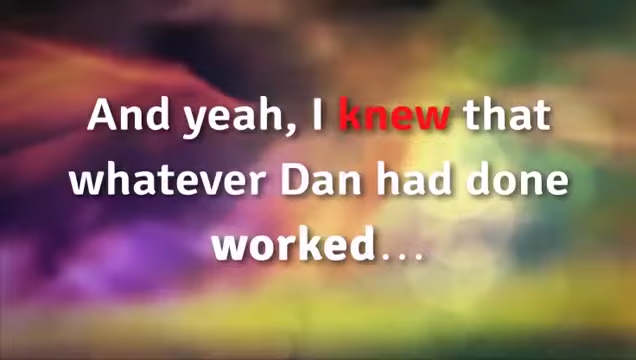 And yeah, I knew that
whatever Dan had done
worked...